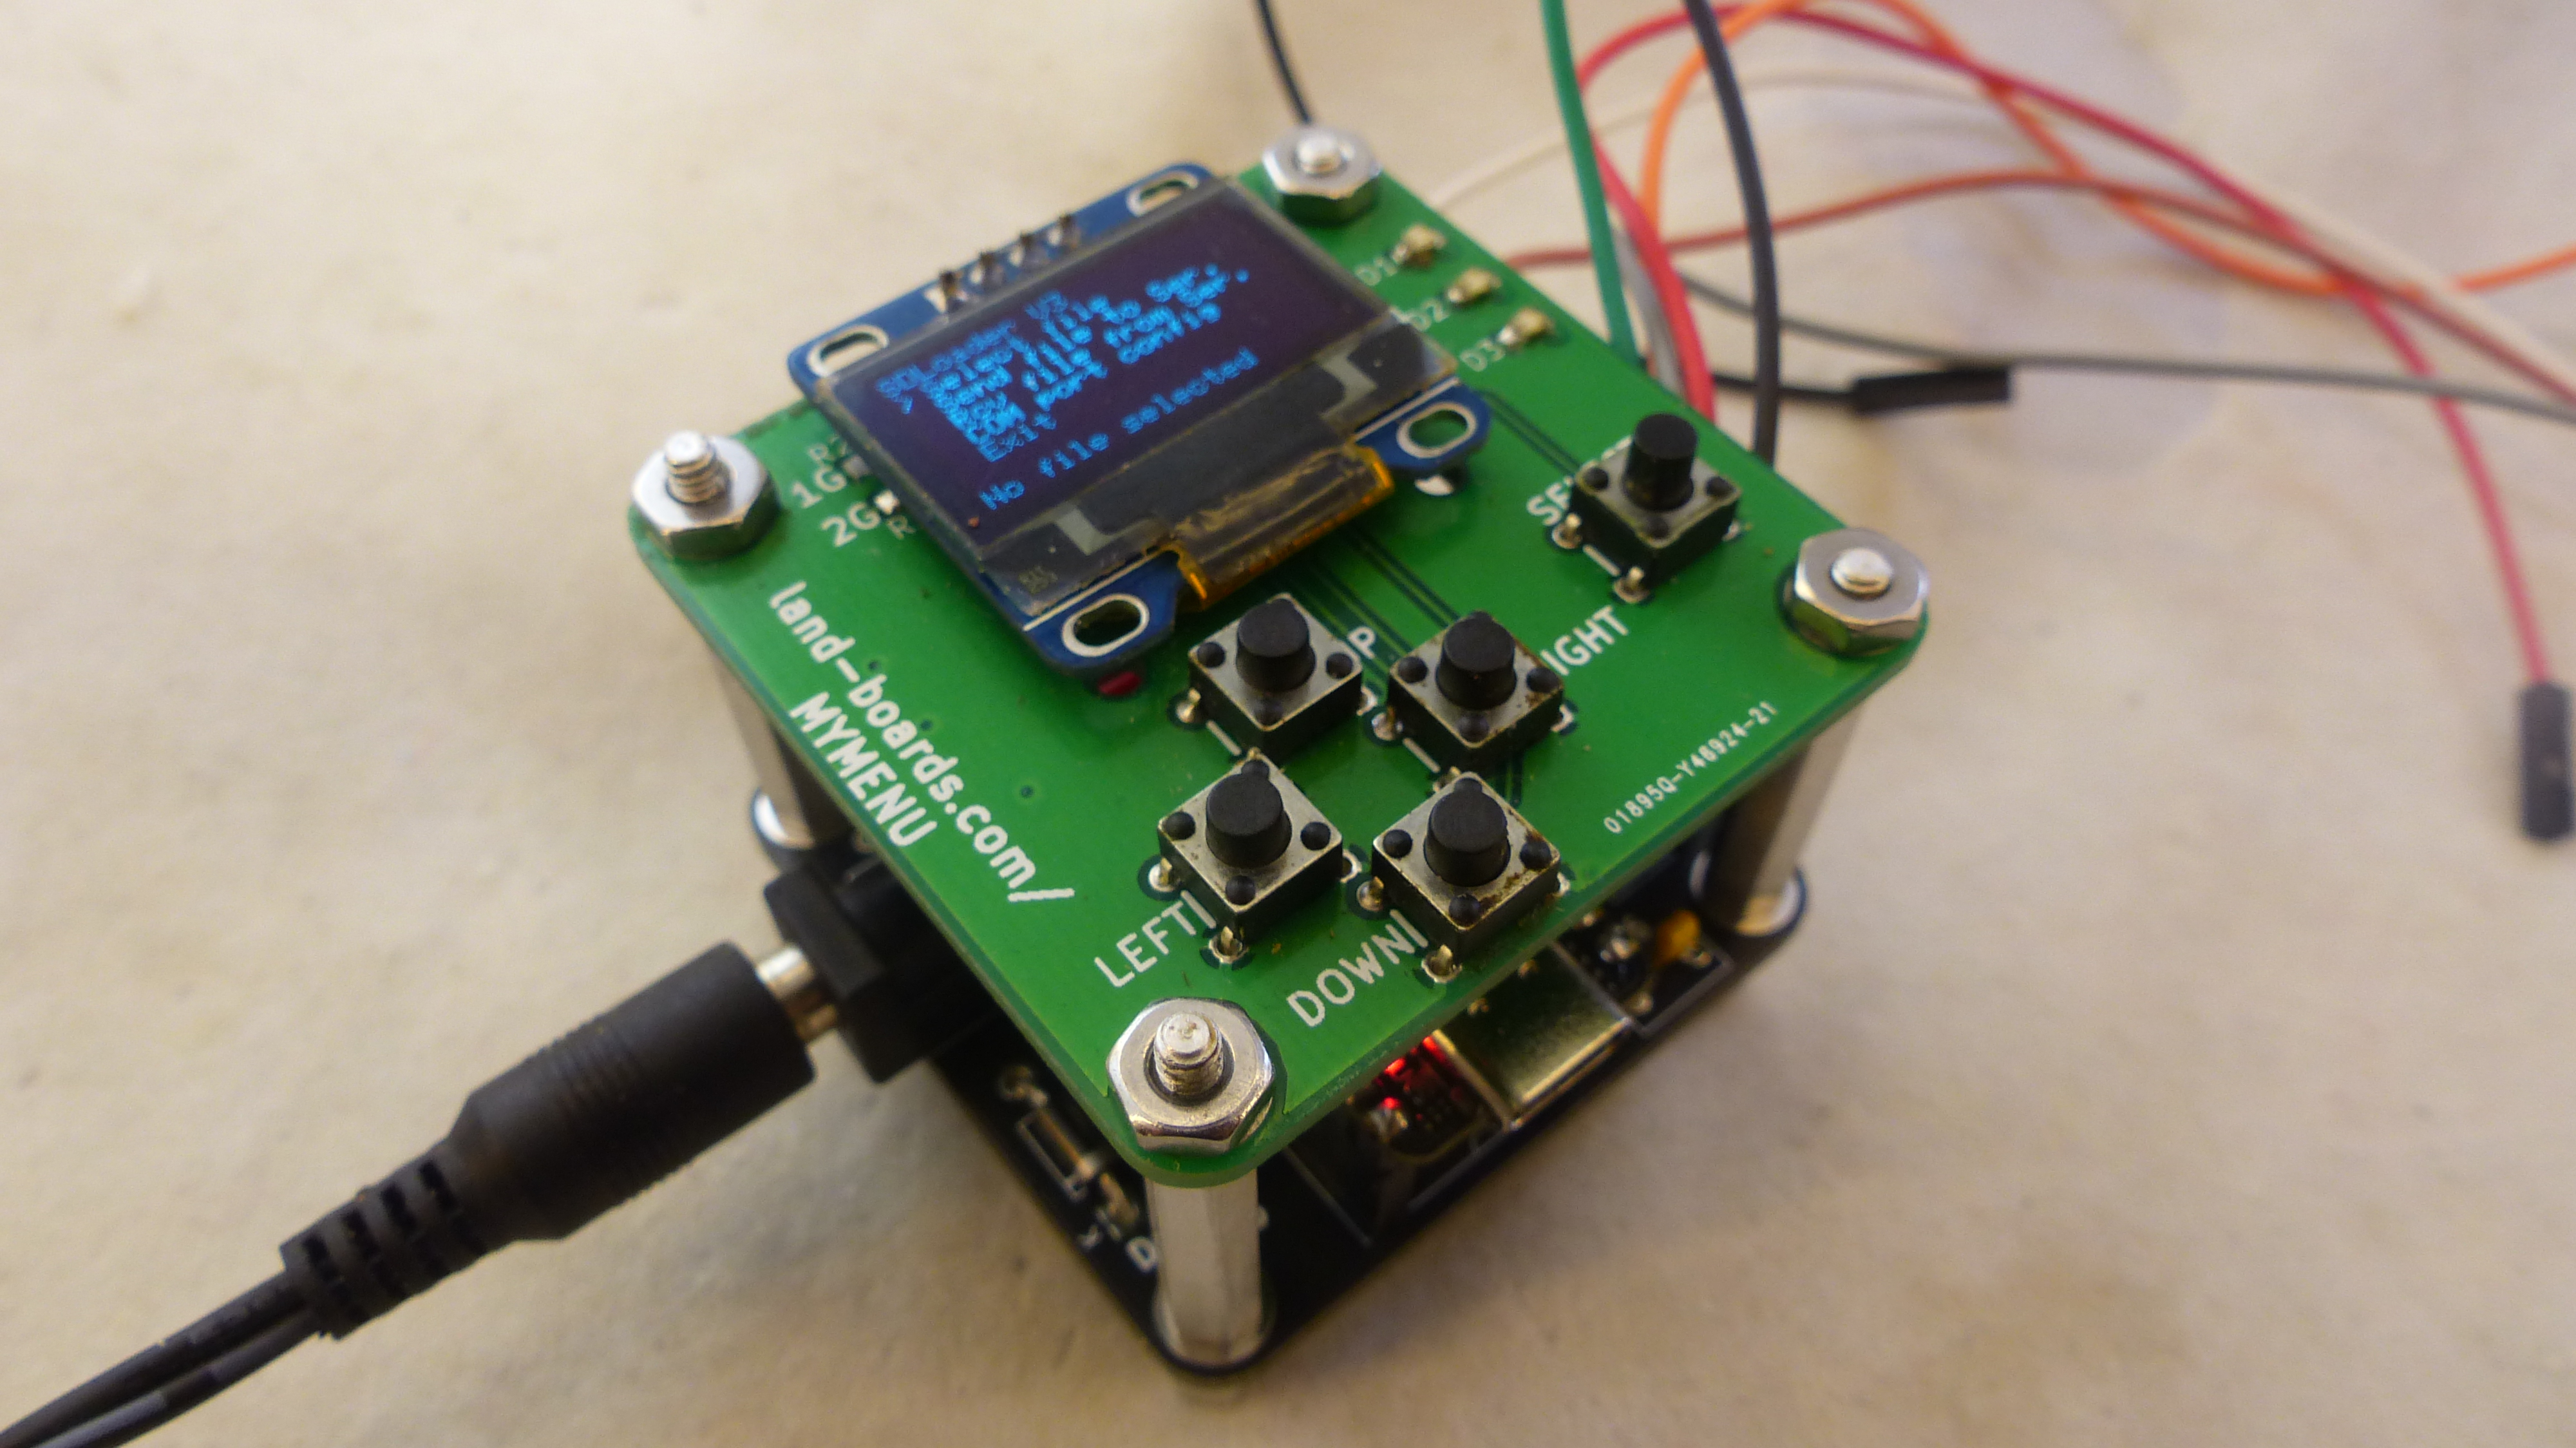 SDLoader V3
> Select file
Send file to Ser.
Rcv file from Ser.
COM port config
Exit
No file selected
D1
D2
D3
1G
2G
R
land-boards.com/
MYMENU
IGHT
LEFT
DOWN
01895Q-Y46924-21